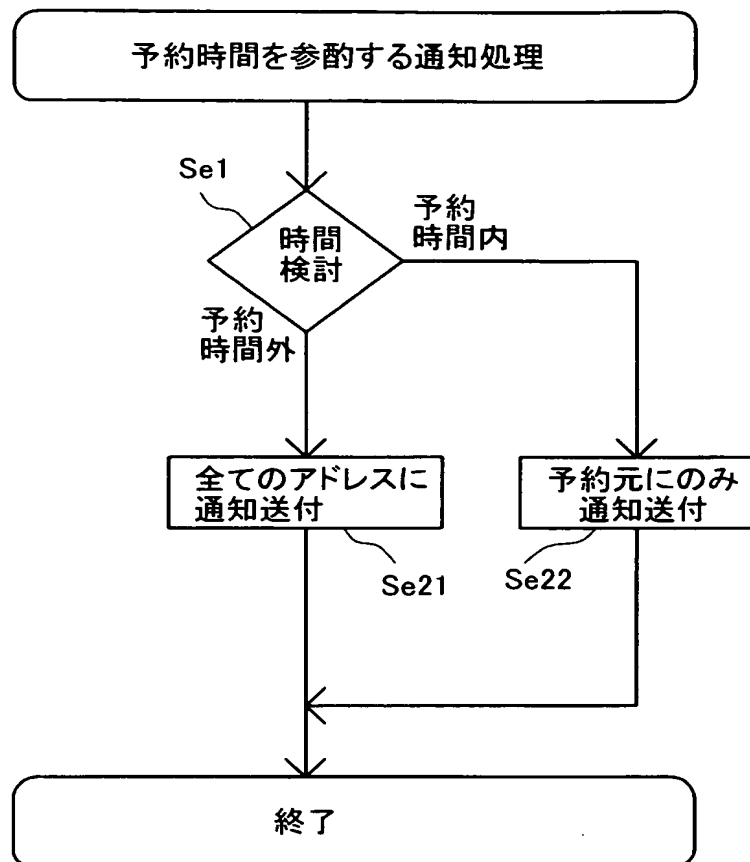 予約時間を参酌する通知処理
Se1
時間
検討
予約
時間内
予約
時間外
全てのアドレスに
通知送付
Se21
予約元にのみ
通知送付
Se22
終了